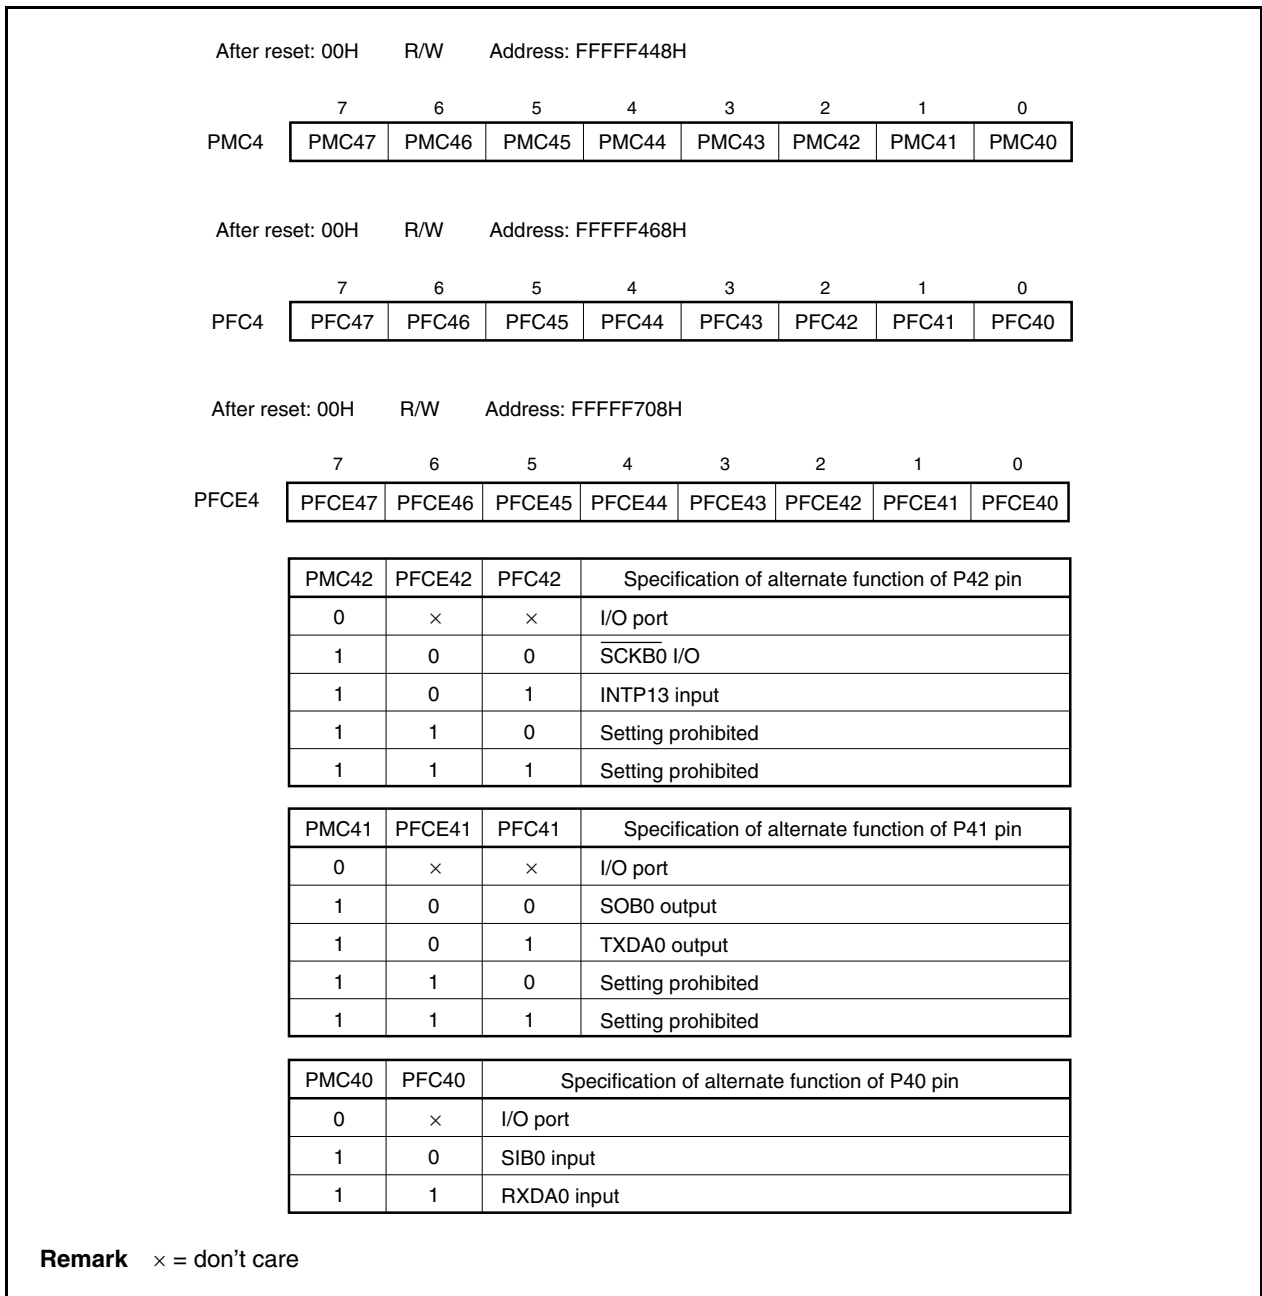 After reset: 00H R/W Address: FFFFF448H
7 6 5 4 3 2 1 0
PMC4 PMC47 PMC46 PMC45 PMC44 PMC43 PMC42 PMC41 PMC40
After reset: 00H R/W Address: FFFFF468H
7 6 5 4 3 2 1 0
PFC4 PFC47 PFC46 PFC45 PFC44 PFC43 PFC42 PFC41 PFC40
After reset: 00H R/W Address: FFFFF708H
7 6 5 4 3 2 1 0
PFCE4 PFCE47 PFCE46 PFCE45 PFCE44 PFCE43 PFCE42 PFCE41 PFCE40
PMC42 PFCE42 PFC42 Specification of alternate function of P42 pin
0 × × I/O port
1 0 0 S̅C̅K̅B̅0̅ I/O
1 0 1 INTP13 input
1 1 0 Setting prohibited
1 1 1 Setting prohibited
PMC41 PFCE41 PFC41 Specification of alternate function of P41 pin
0 × × I/O port
1 0 0 SOB0 output
1 0 1 TXDA0 output
1 1 0 Setting prohibited
1 1 1 Setting prohibited
PMC40 PFC40 Specification of alternate function of P40 pin
0 × I/O port
1 0 SIB0 input
1 1 RXDA0 input
Remark × = don't care